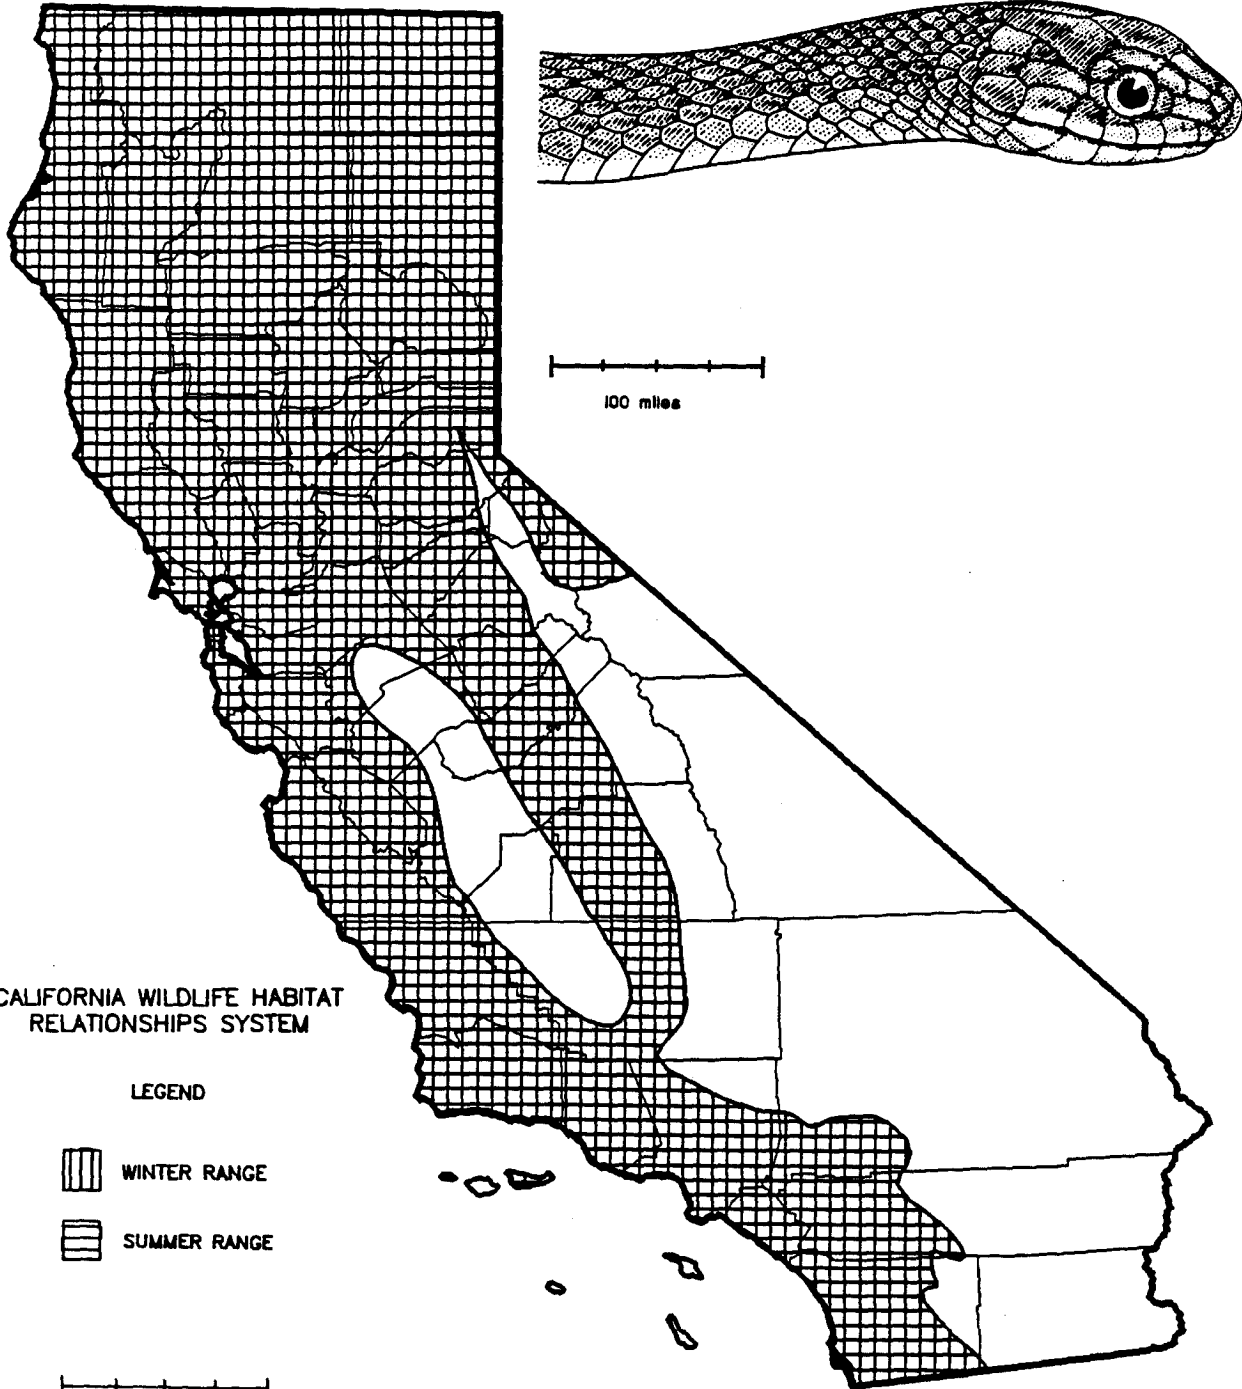 100 miles
CALIFORNIA WILDLIFE HABITAT
RELATIONSHIPS SYSTEM
LEGEND
WINTER RANGE
SUMMER RANGE